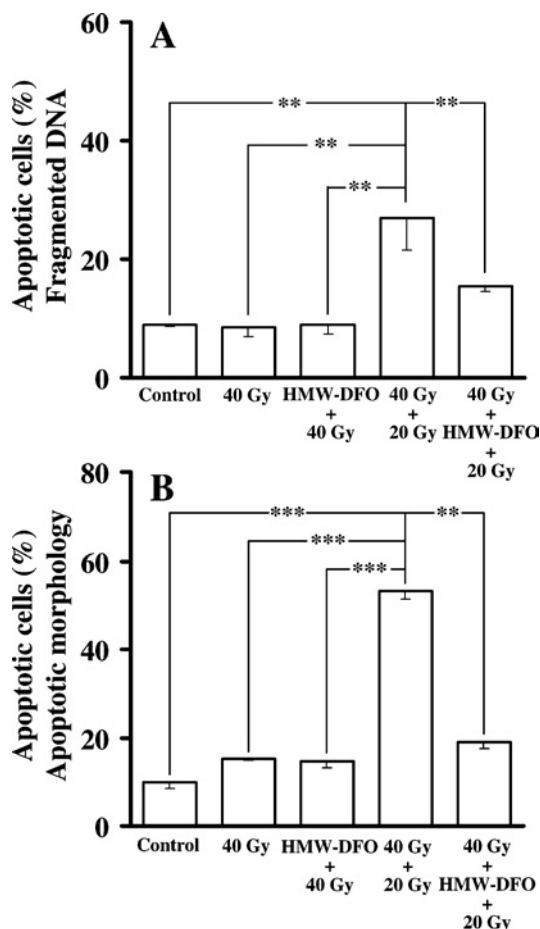 A
Apoptotic cells (%)
Fragmented DNA
60
40
20
0
** **
**
**
Control 40 Gy HMW-DFO 40 Gy 40 Gy
+ + +
40 Gy 20 Gy HMW-DFO
+
20 Gy
B
Apoptotic cells (%)
Apoptotic morphology
80
60
40
20
0
*** **
***
***
Control 40 Gy HMW-DFO 40 Gy 40 Gy
+ + +
40 Gy 20 Gy HMW-DFO
+
20 Gy